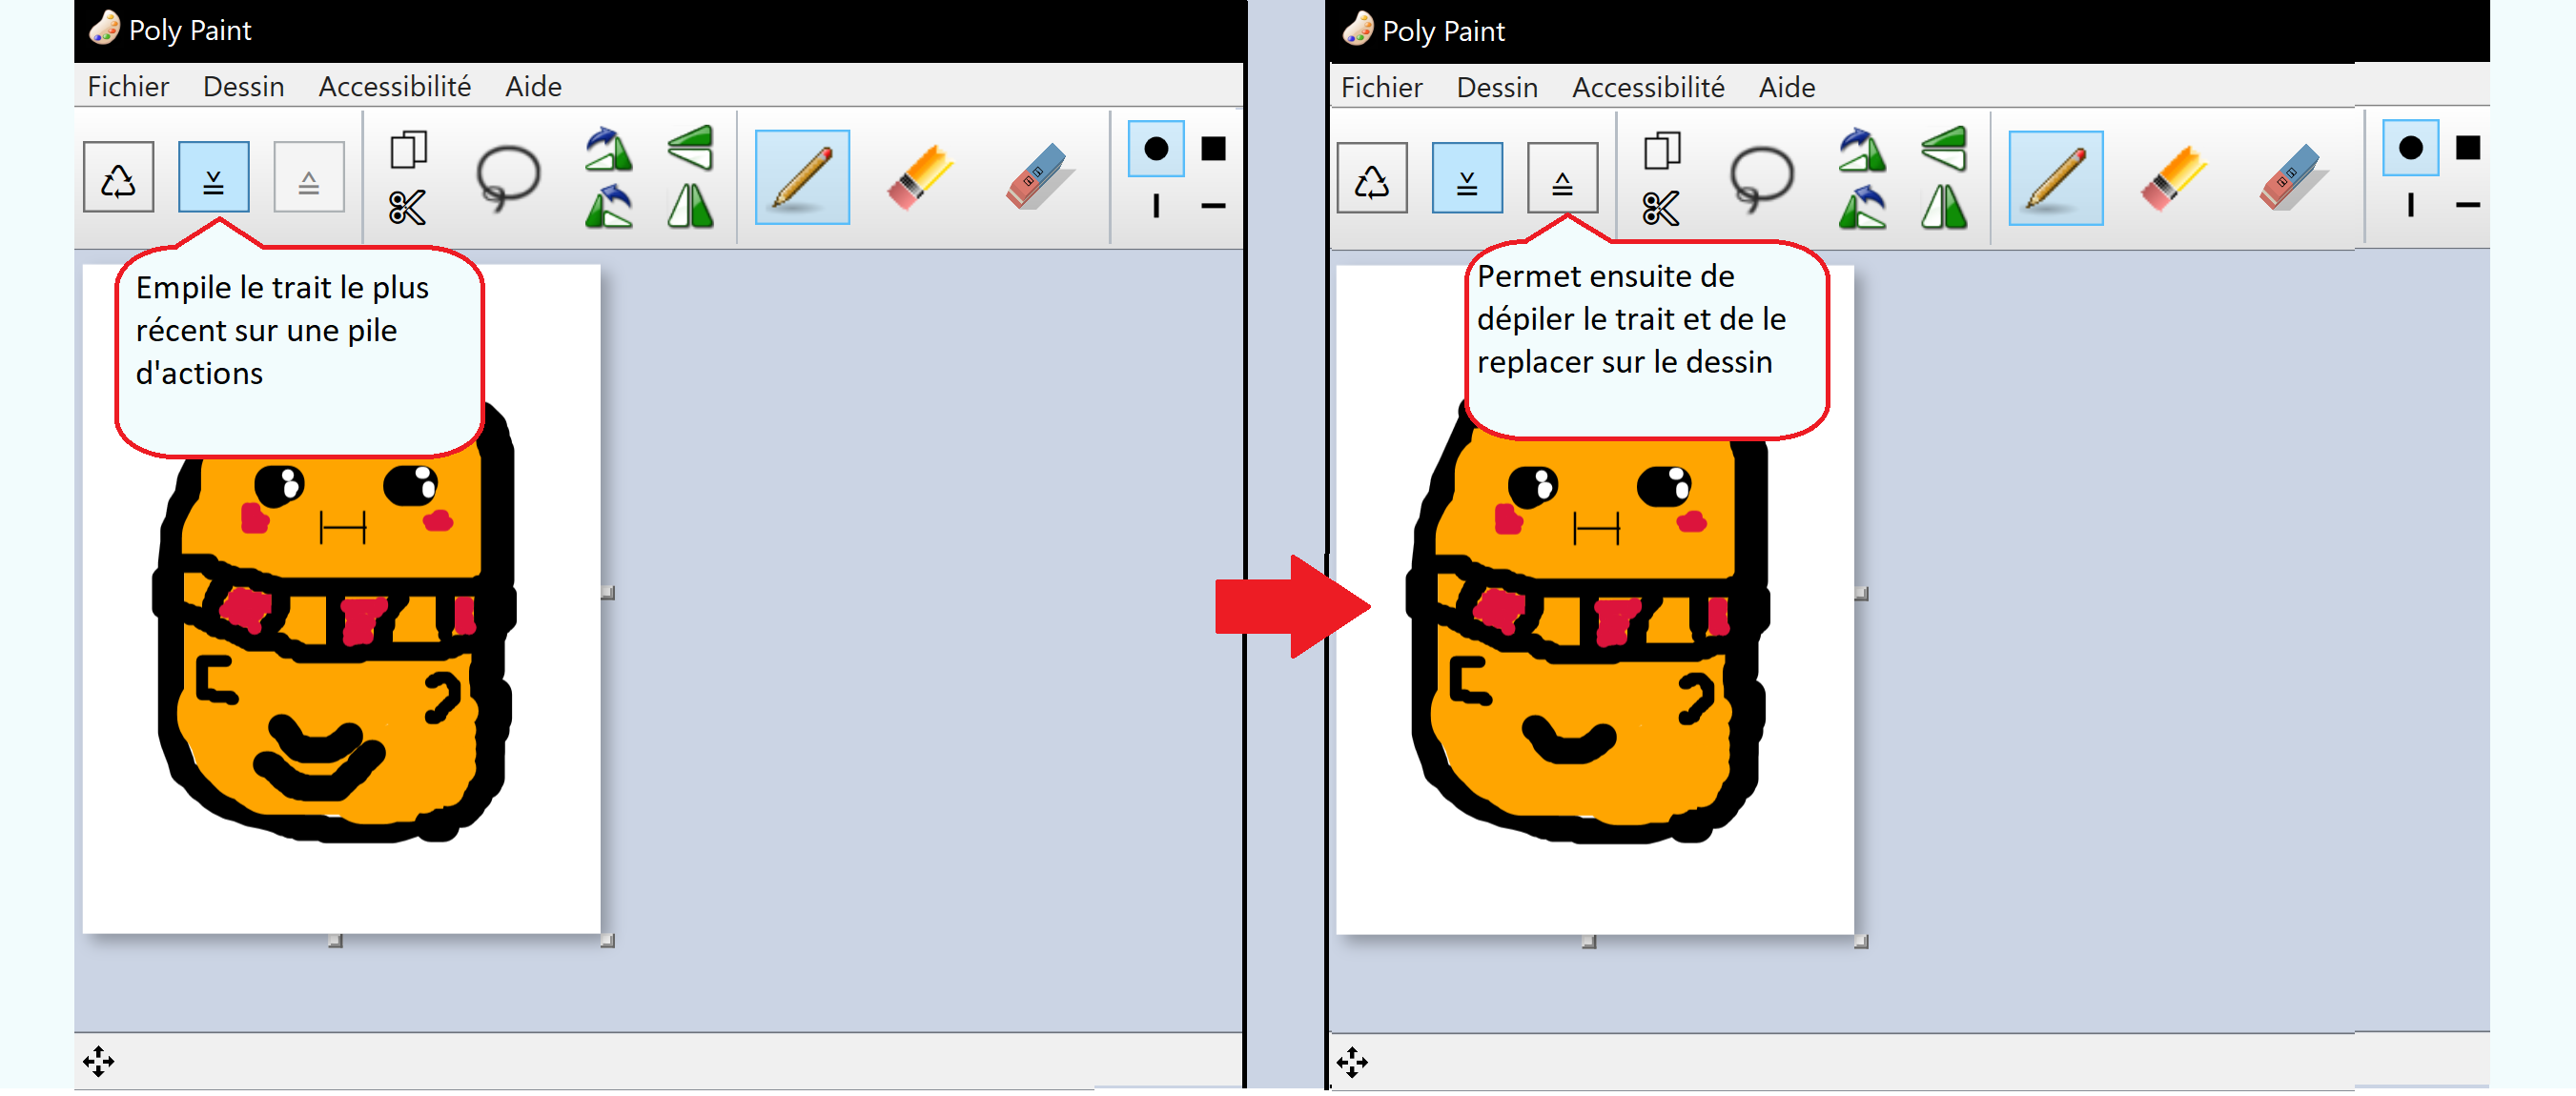 Poly Paint
Fichier Dessin Accessibilité Aide
Empile le trait le plus
récent sur une pile
d'actions
Poly Paint
Fichier Dessin Accessibilité Aide
Permet ensuite de
dépiler le trait et de le
replacer sur le dessin